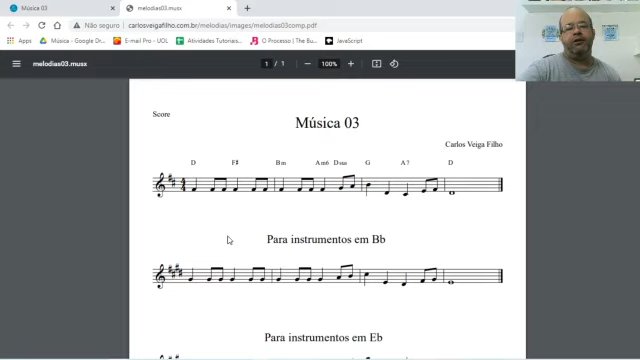 Música 03
melodias03.musx
Não seguro
carlosveigafilho.com.br/melodias/images/melodias03comp.pdf
Apps
Música - Google Dr...
E-mail Pro - UOL
Atividades Tutoriais...
O Processo | The Bu...
JavaScript
melodias03.musx
1 / 1
100%
Score
Música 03
Carlos Veiga Filho
D F# Bm Am6 Dsus G A7 D
Para instrumentos em Bb
Para instrumentos em Eb